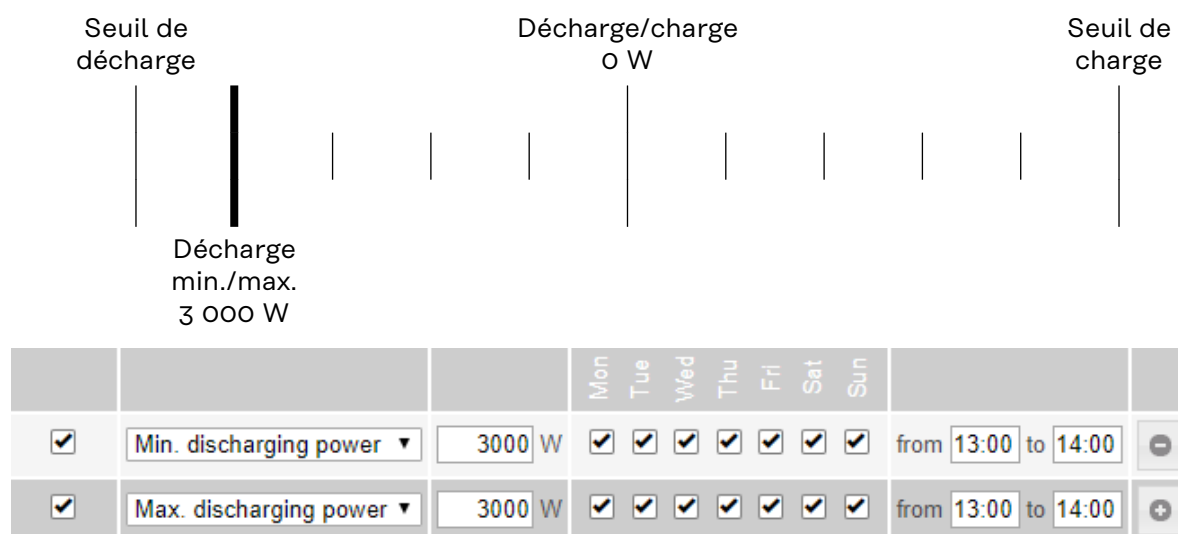 Seuil de
décharge
Décharge/charge
0 W
Seuil de
charge
Décharge
min./max.
3 000 W
Mon Tue Wed Thu Fri Sat Sun
Min. discharging power 3000 W from 13:00 to 14:00
Max. discharging power 3000 W from 13:00 to 14:00